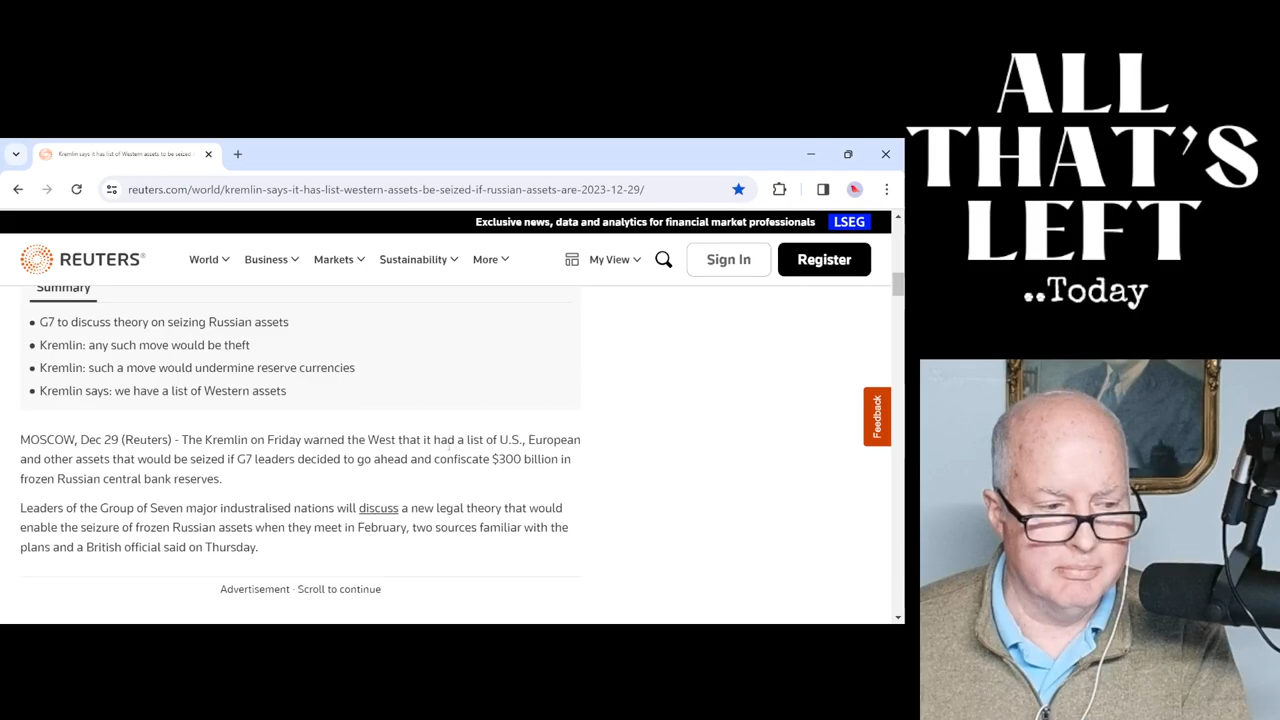 Kremlin says it has list of Western assets to be seized
reuters.com/world/kremlin-says-it-has-list-western-assets-be-seized-if-russian-assets-are-2023-12-29/
Exclusive news, data and analytics for financial market professionals LSEG
REUTERS® World Business Markets Sustainability More My View Sign In Register
Summary
• G7 to discuss theory on seizing Russian assets
• Kremlin: any such move would be theft
• Kremlin: such a move would undermine reserve currencies
• Kremlin says: we have a list of Western assets
MOSCOW, Dec 29 (Reuters) - The Kremlin on Friday warned the West that it had a list of U.S., European
and other assets that would be seized if G7 leaders decided to go ahead and confiscate $300 billion in
frozen Russian central bank reserves.
Leaders of the Group of Seven major industralised nations will discuss a new legal theory that would
enable the seizure of frozen Russian assets when they meet in February, two sources familiar with the
plans and a British official said on Thursday.
Advertisement · Scroll to continue
Feedback
ALL
THAT'S
LEFT
..Today